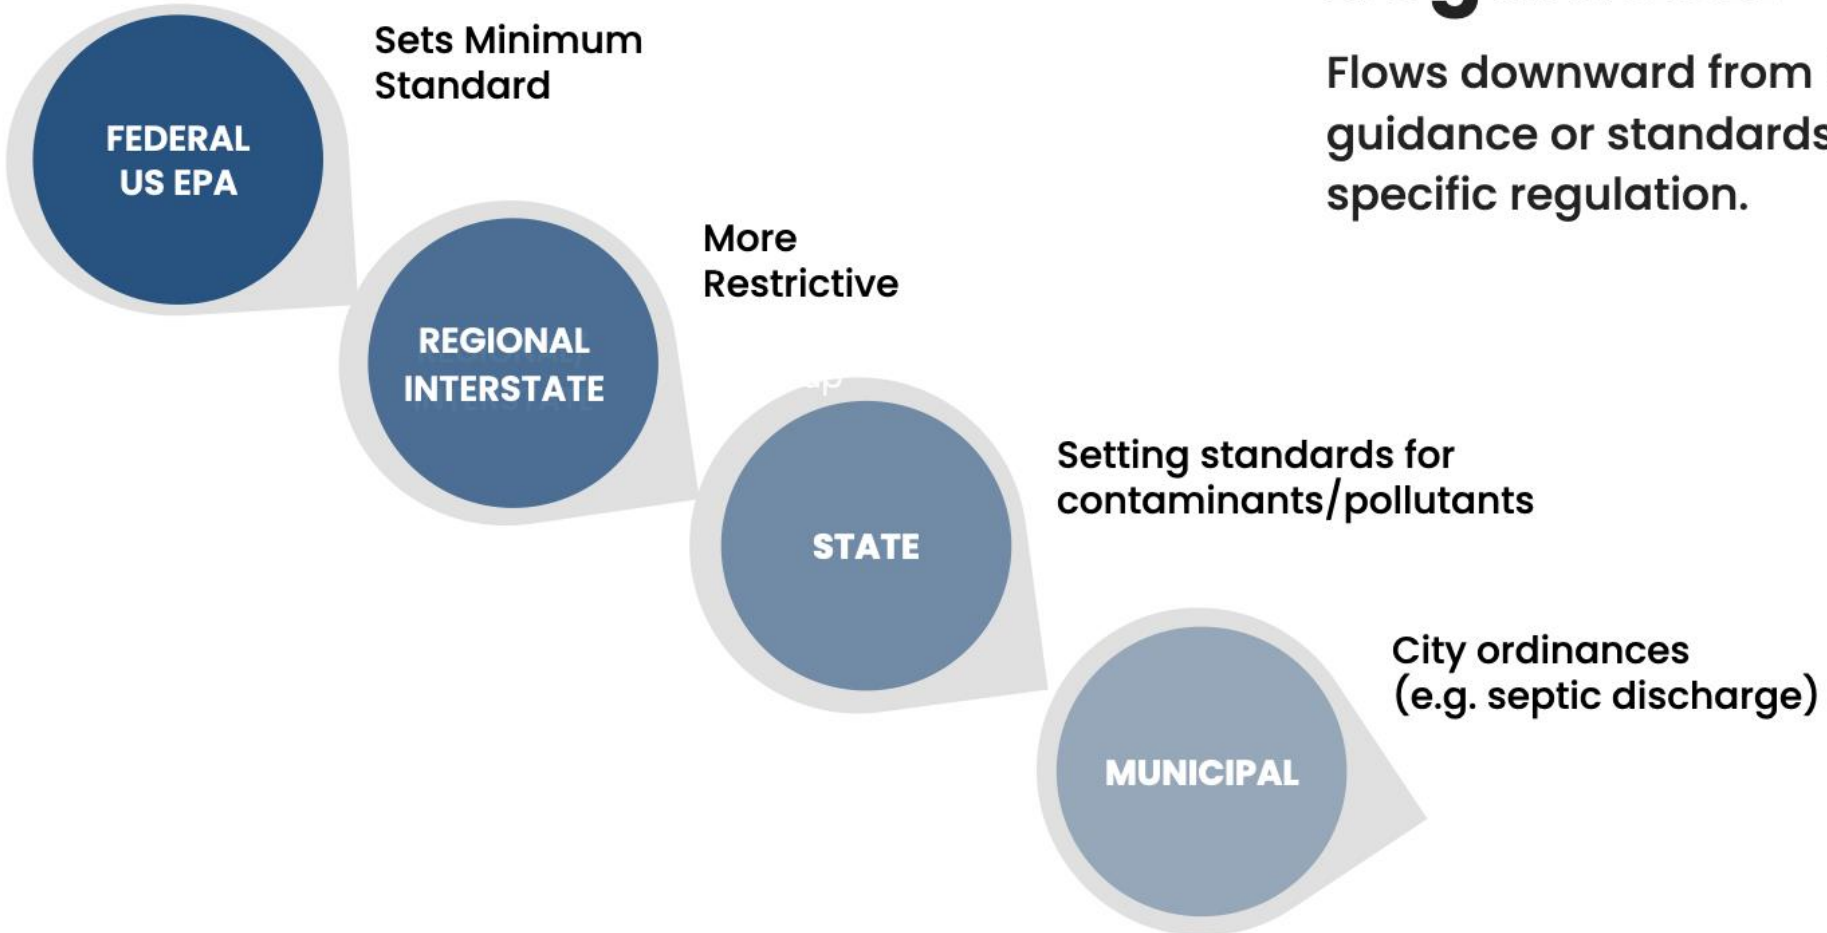 Sets Minimum
Standard
FEDERAL
US EPA
Flows downward from
guidance or standards
specific regulation.
More
Restrictive
REGIONAL
INTERSTATE
Setting standards for
contaminants/pollutants
STATE
City ordinances
(e.g. septic discharge)
MUNICIPAL